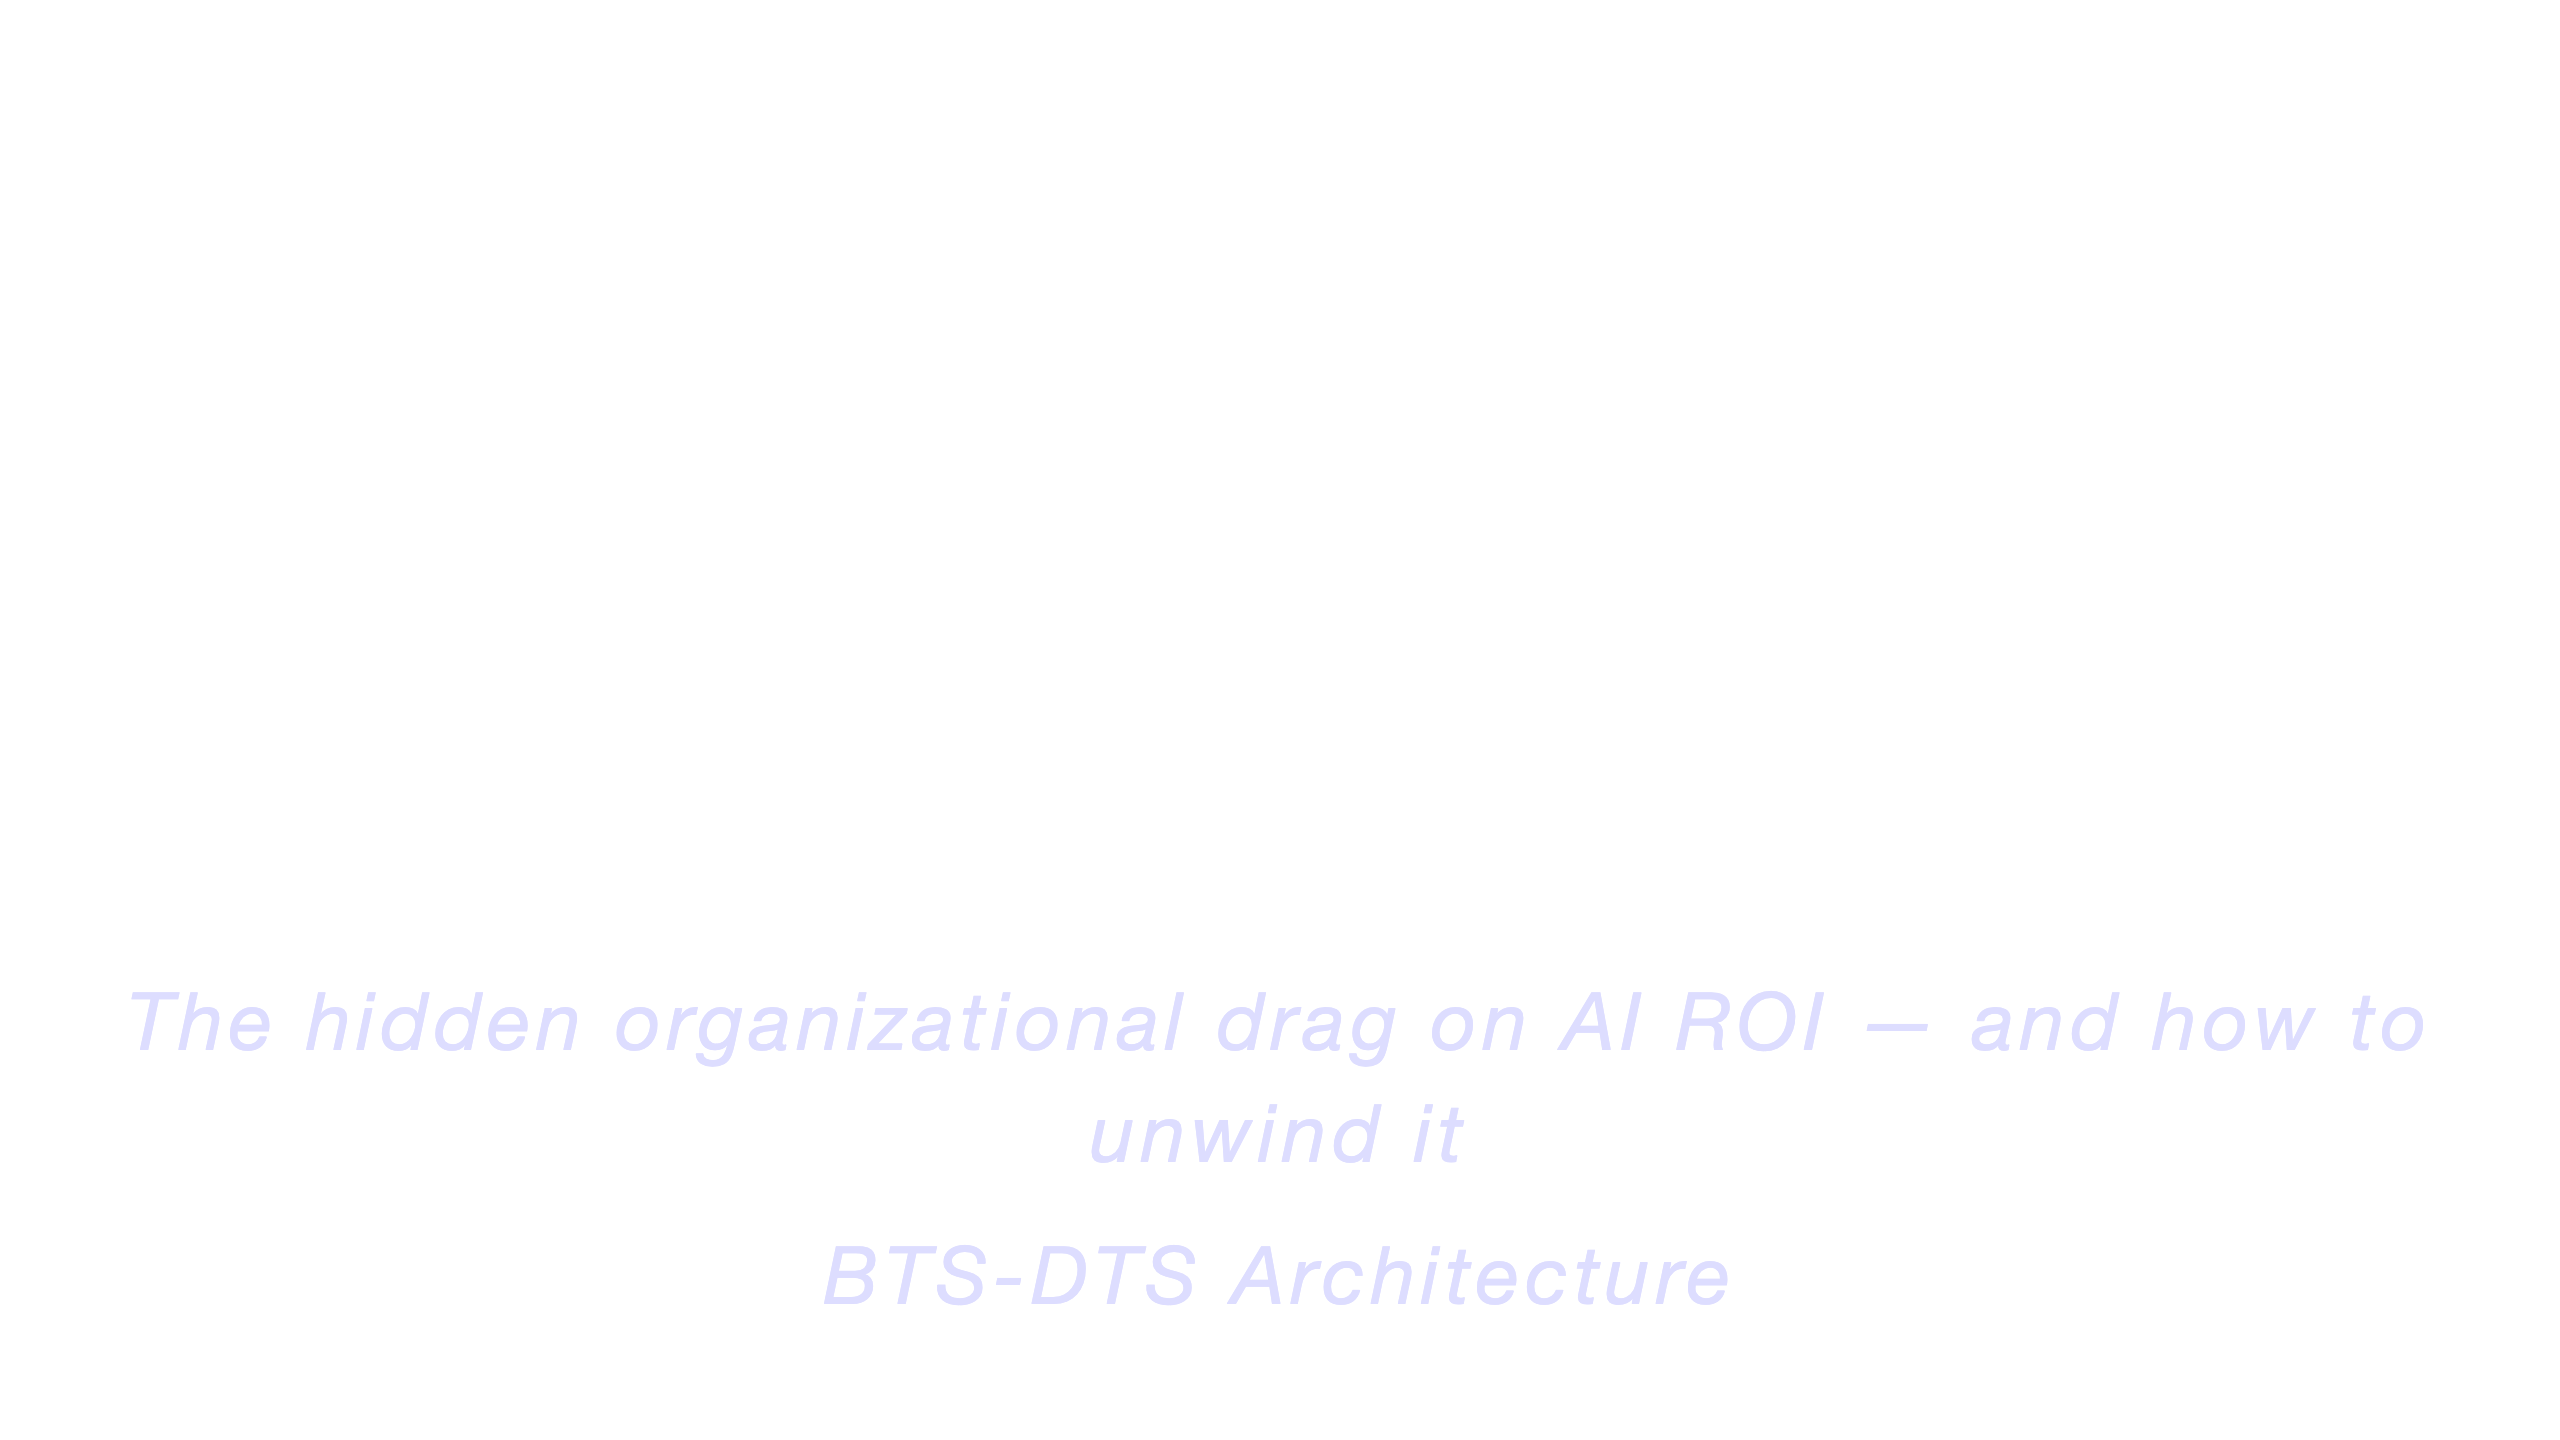 The hidden organizational drag on AI ROI — and how to
unwind it
BTS-DTS Architecture